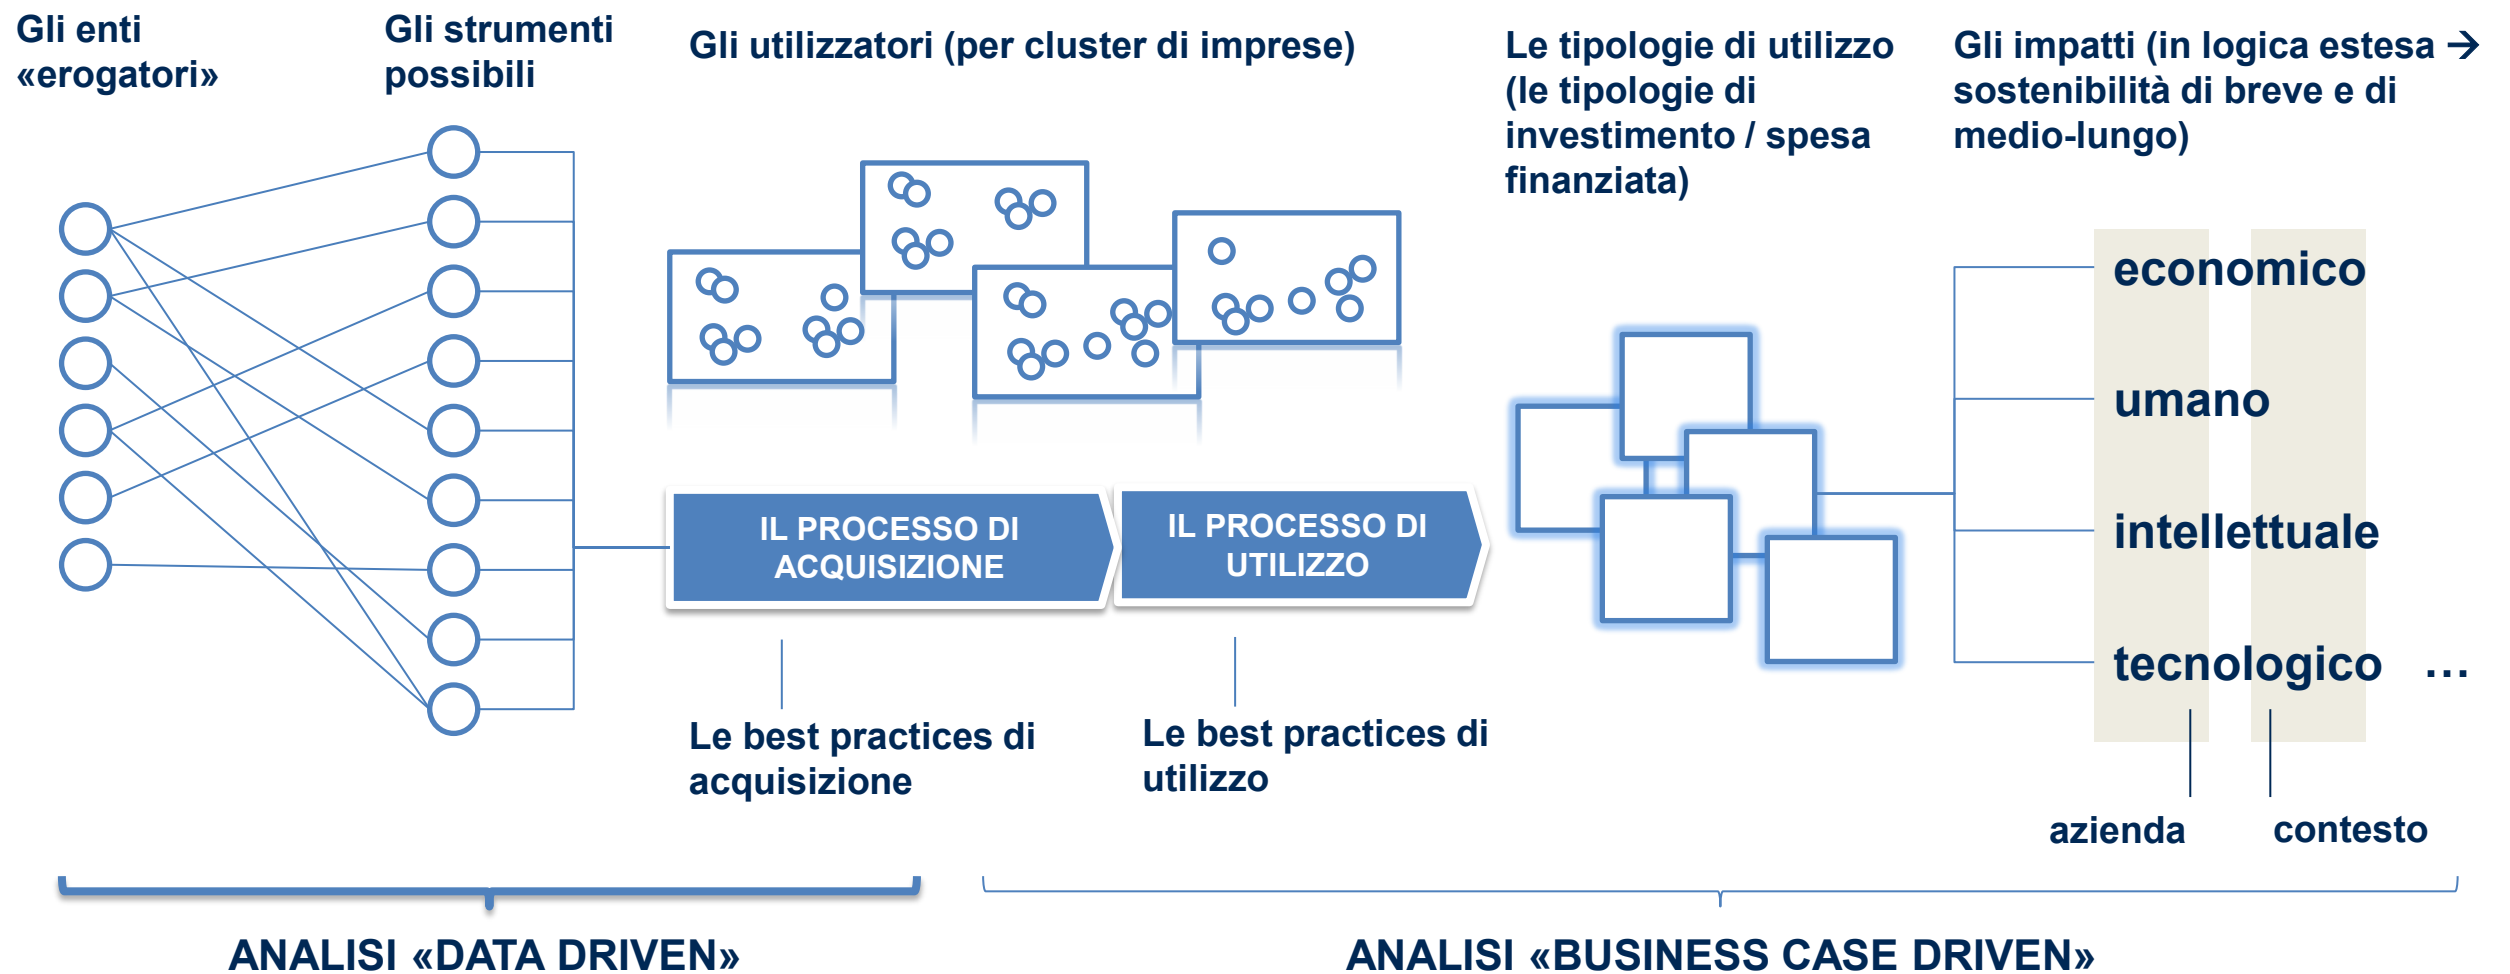 Gli enti
«erogatori»
Gli strumenti
possibili
Gli utilizzatori (per cluster di imprese)
Le tipologie di utilizzo
(le tipologie di
investimento / spesa
finanziata)
Gli impatti (in logica estesa →
sostenibilità di breve e di
medio-lungo)
economico
umano
intellettuale
tecnologico …
IL PROCESSO DI
ACQUISIZIONE
IL PROCESSO DI
UTILIZZO
Le best practices di
acquisizione
Le best practices di
utilizzo
azienda
contesto
ANALISI «DATA DRIVEN»
ANALISI «BUSINESS CASE DRIVEN»